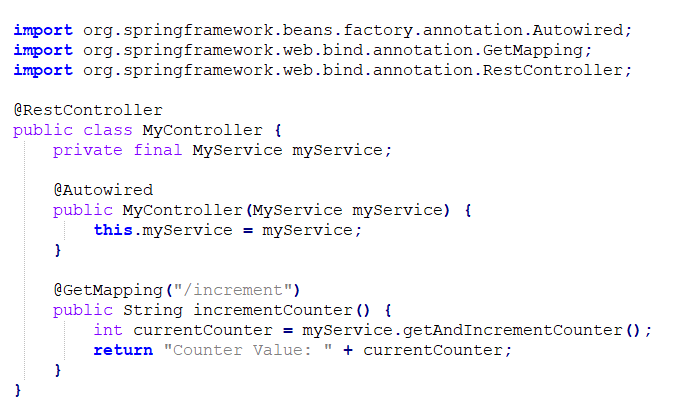 import org.springframework.beans.factory.annotation.Autowired;
import org.springframework.web.bind.annotation.GetMapping;
import org.springframework.web.bind.annotation.RestController;
@RestController
public class MyController {
private final MyService myService;
@Autowired
public MyController(MyService myService) {
this.myService = myService;
}
@GetMapping("/increment")
public String incrementCounter() {
int currentCounter = myService.getAndIncrementCounter();
return "Counter Value: " + currentCounter;
}
}